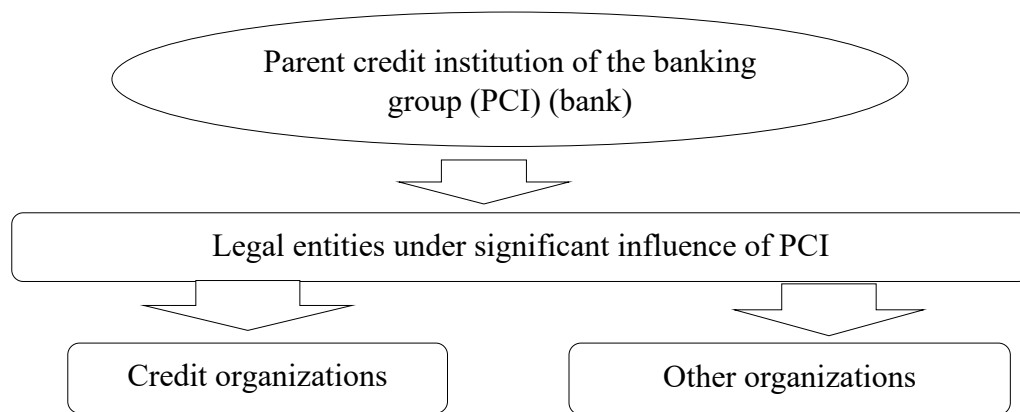 Parent credit institution of the banking
group (PCI) (bank)
Legal entities under significant influence of PCI
Credit organizations
Other organizations